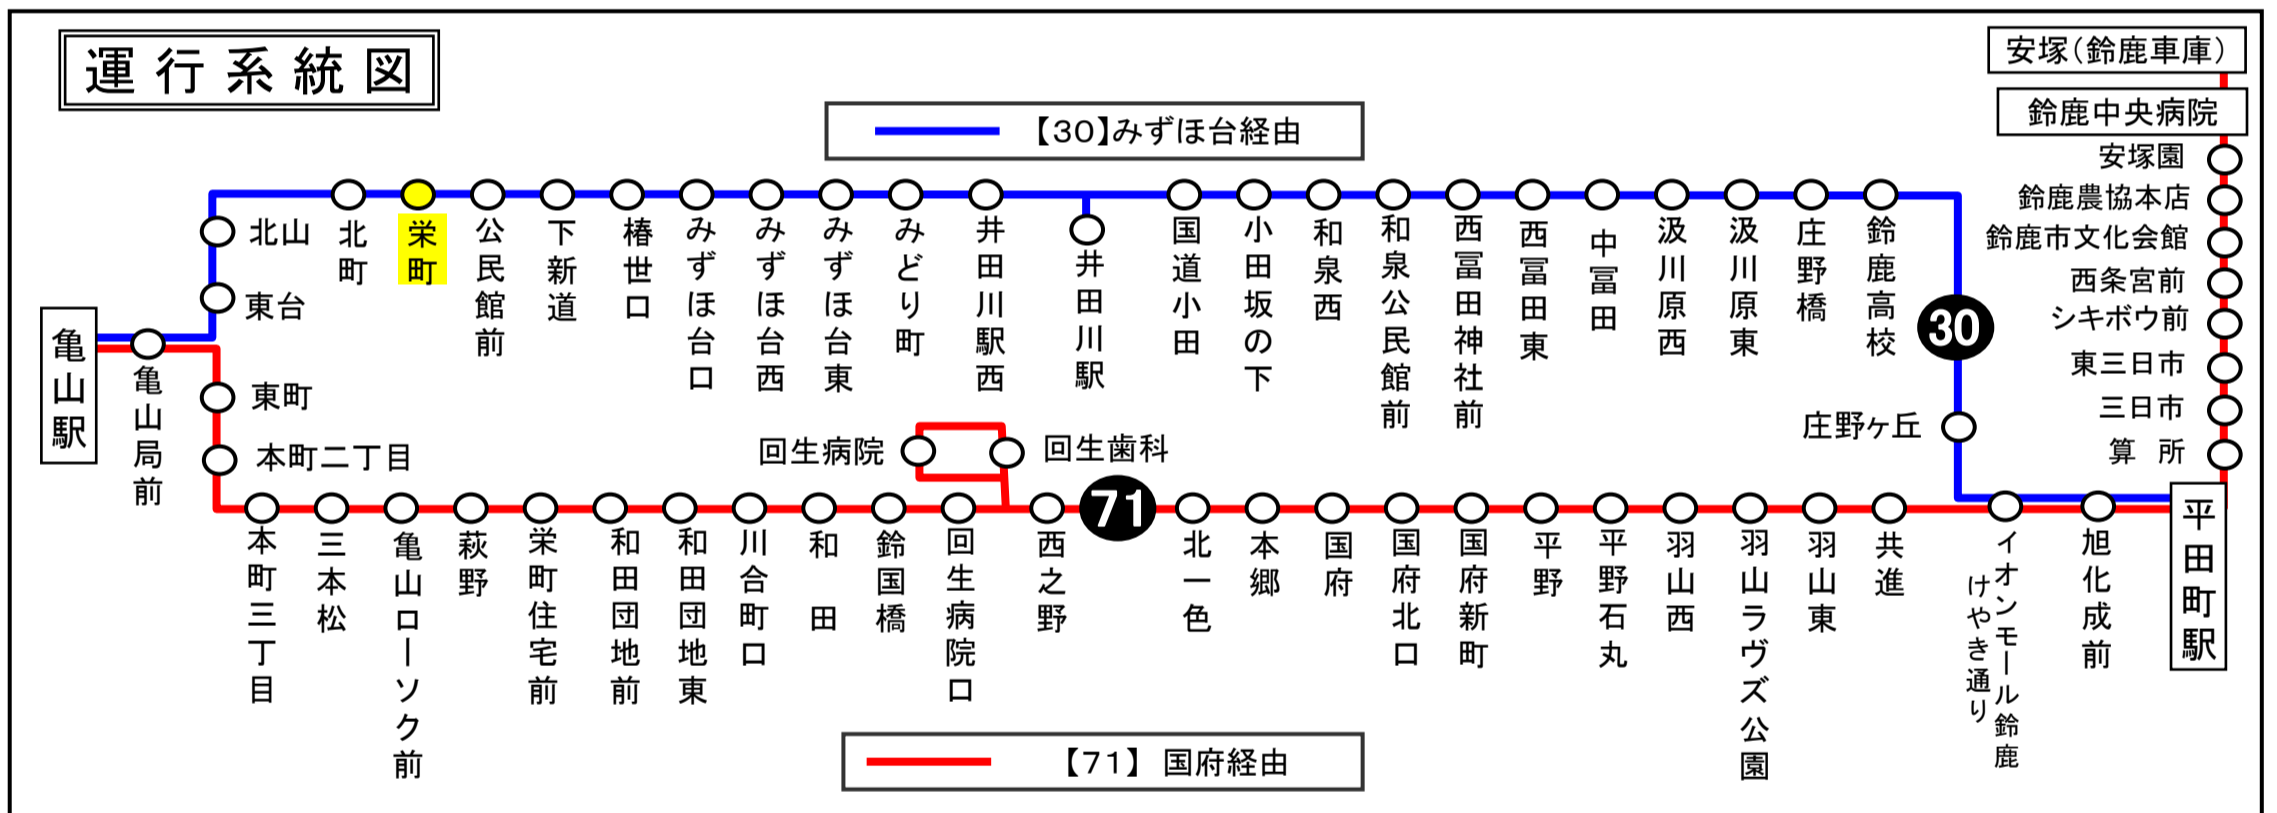 運行系統図
安塚（鈴鹿車庫）
鈴鹿中央病院
【30】みずほ台経由
安塚園
鈴鹿農協本店
鈴鹿市文化会館
西条宮前
シキボウ前
東三日市
三日市
算 所
北山
東台
北町
栄町
公民館前
下新道
椿世口
みずほ台口
みずほ台西
みずほ台東
みどり町
井田川駅西
井田川駅
国道小田
小田坂の下
和泉西
和泉公民館前
西冨田神社前
西冨田東
中冨田
汲川原西
汲川原東
庄野橋
鈴鹿高校
30
庄野ヶ丘
亀山駅
亀山局前
東町
本町二丁目
回生病院
回生歯科
71
本町三丁目
三本松
亀山ローソク前
萩野
栄町住宅前
和田団地前
和田団地東
川合町口
和 田
鈴国橋
回生病院口
西之野
北一色
本郷
国府
国府北口
国府新町
平野
平野石丸
羽山西
羽山ラヴズ公園
羽山東
共進
イオンモール鈴鹿
けやき通り
旭化成前
平田町駅
【71】 国府経由